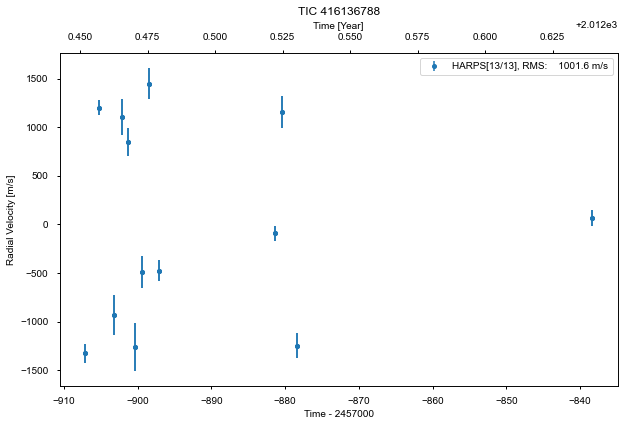 TIC 416136788
Time [Year]
+2.012e3
0.450 0.475 0.500 0.525 0.550 0.575 0.600 0.625
HARPS[13/13], RMS: 1001.6 m/s
1500
1000
500
0
−500
−1000
−1500
Radial Velocity [m/s]
−910 −900 −890 −880 −870 −860 −850 −840
Time - 2457000